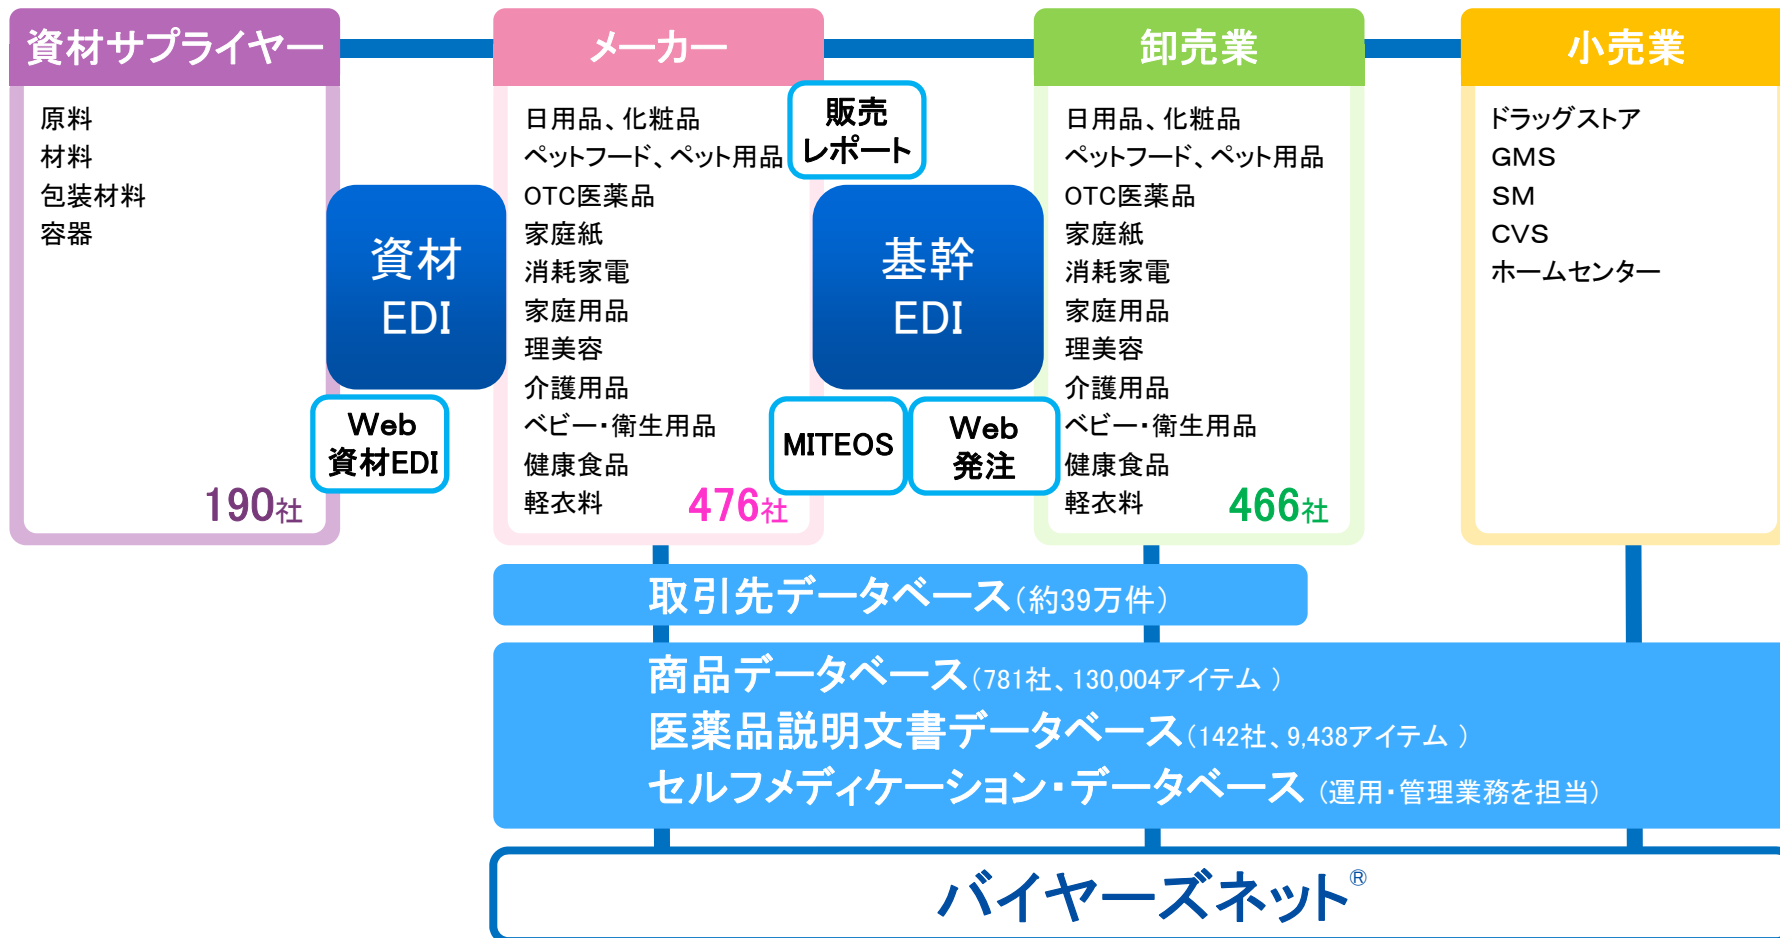 資材サプライヤー
原料
材料
包装材料
容器
190社
資材
EDI
Web
資材EDI
メーカー
日用品、化粧品
ペットフード、ペット用品
OTC医薬品
家庭紙
消耗家電
家庭用品
理美容
介護用品
ベビー・衛生用品
健康食品
軽衣料
476社
販売
レポート
基幹
EDI
MITEOS
Web
発注
卸売業
日用品、化粧品
ペットフード、ペット用品
OTC医薬品
家庭紙
消耗家電
家庭用品
理美容
介護用品
ベビー・衛生用品
健康食品
軽衣料
466社
小売業
ドラッグストア
GMS
SM
CVS
ホームセンター
取引先データベース（約39万件）
商品データベース（781社、130,004アイテム ）
医薬品説明文書データベース（142社、9,438アイテム ）
セルフメディケーション・データベース （運用・管理業務を担当）
バイヤーズネット®